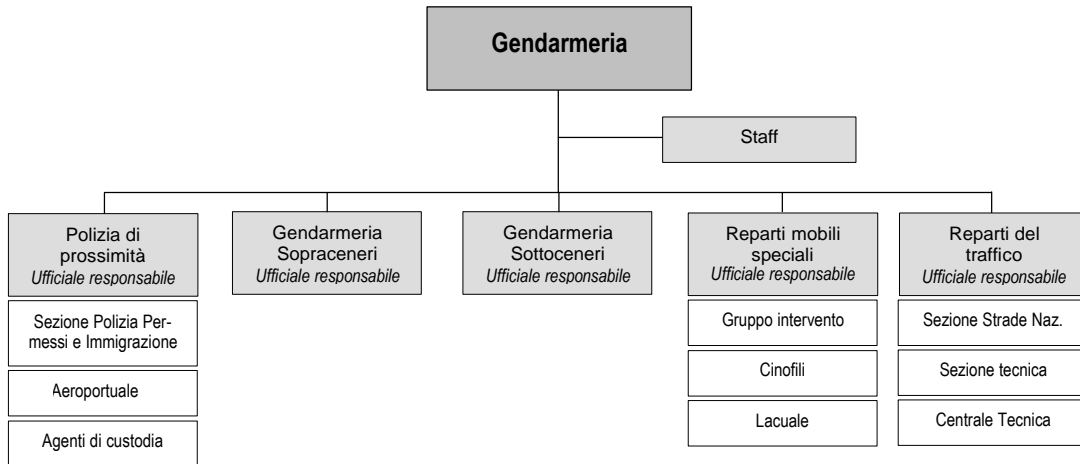 Gendarmeria
Staff
Polizia di
prossimità
Ufficiale responsabile
Sezione Polizia Per-
messi e Immigrazione
Aeroportuale
Agenti di custodia
Gendarmeria
Sopraceneri
Ufficiale responsabile
Gendarmeria
Sottoceneri
Ufficiale responsabile
Reparti mobili
speciali
Ufficiale responsabile
Gruppo intervento
Cinofili
Lacuale
Reparti del
traffico
Ufficiale responsabile
Sezione Strade Naz.
Sezione tecnica
Centrale Tecnica